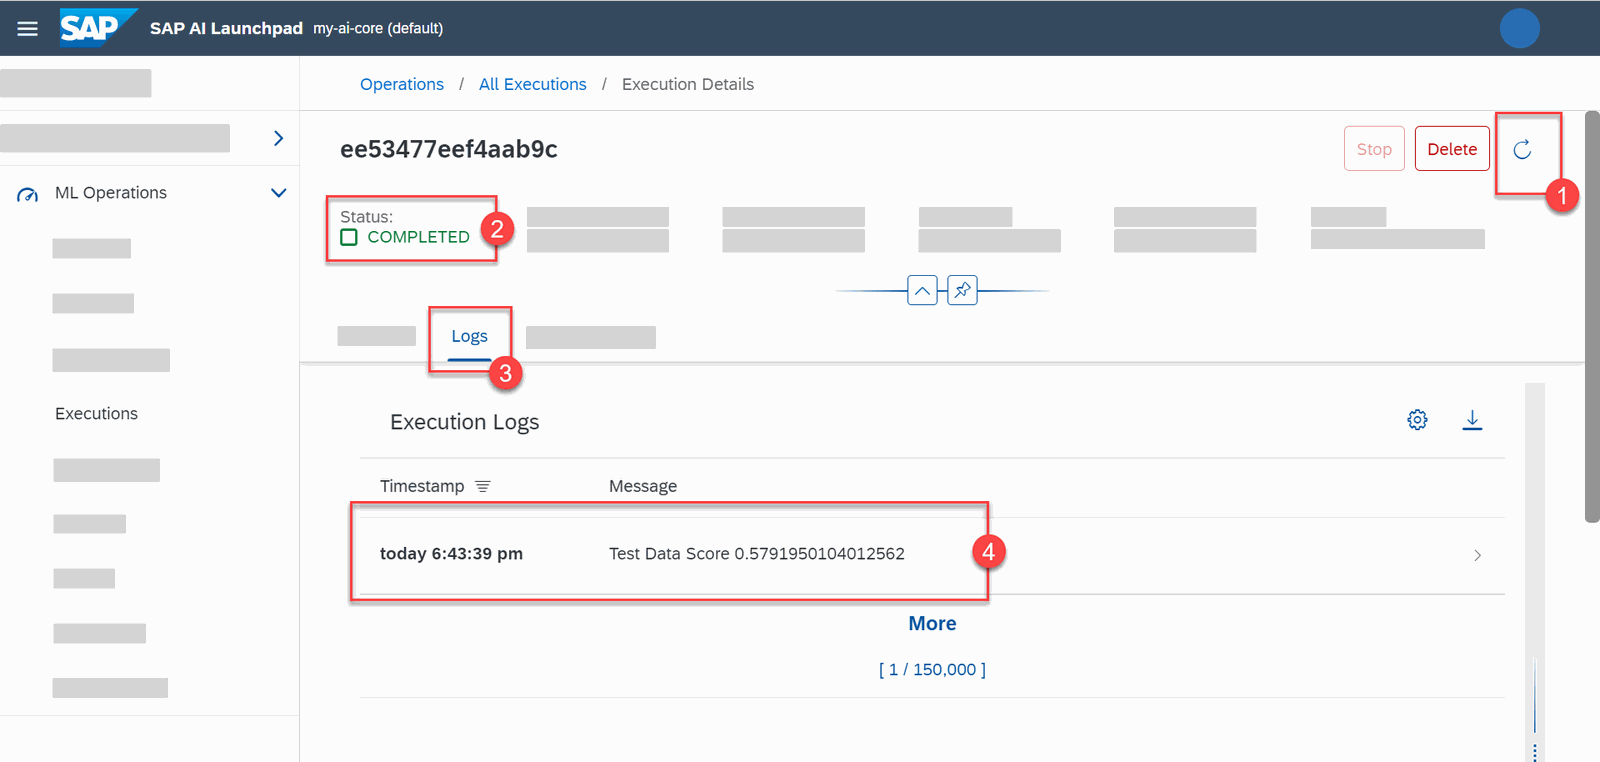 SAP SAP AI Launchpad my-ai-core (default)
Operations / All Executions / Execution Details
ee53477eef4aab9c
Stop
Delete
1
ML Operations
Status:
COMPLETED
2
Logs
3
Executions
Execution Logs
Timestamp Message
today 6:43:39 pm Test Data Score 0.5791950104012562
4
More
[ 1 / 150,000 ]